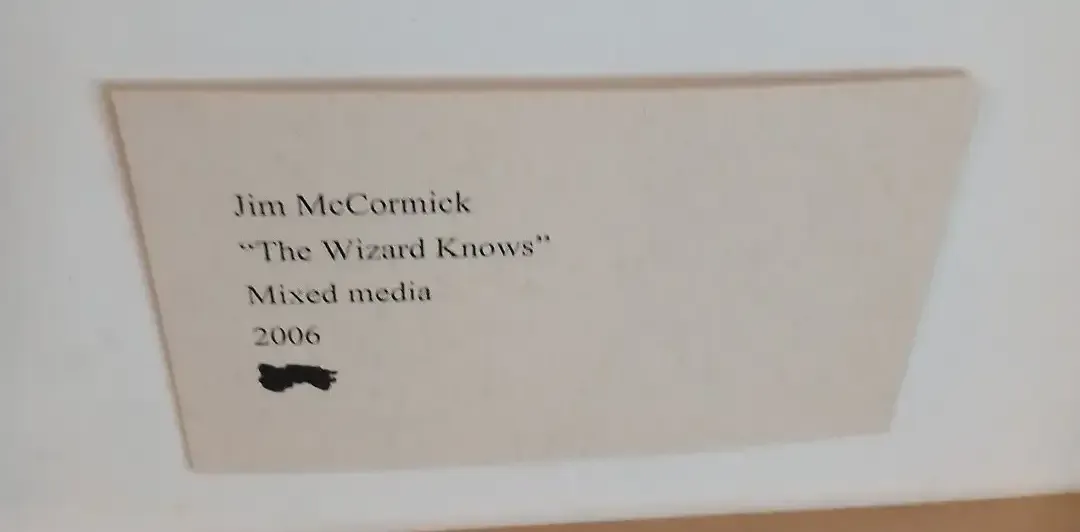 Jim McCormick
“The Wizard Knows”
Mixed media
2006